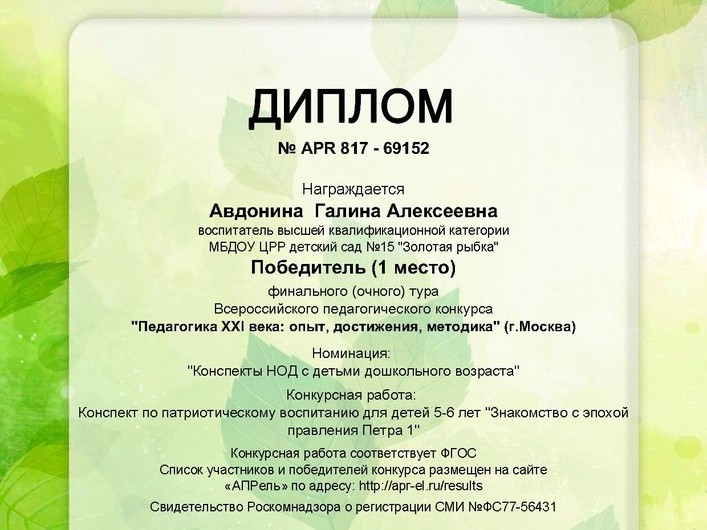 ДИПЛОМ
№ APR 817 - 69152
Награждается
Авдонина Галина Алексеевна
воспитатель высшей квалификационной категории
МБДОУ ЦРР детский сад №15 "Золотая рыбка"
Победитель (1 место)
финального (очного) тура
Всероссийского педагогического конкурса
"Педагогика XXI века: опыт, достижения, методика" (г.Москва)
Номинация:
"Конспекты НОД с детьми дошкольного возраста"
Конкурсная работа:
Конспект по патриотическому воспитанию для детей 5-6 лет "Знакомство с эпохой
правления Петра 1"
Конкурсная работа соответствует ФГОС
Список участников и победителей конкурса размещен на сайте
«АПРель» по адресу: http://apr-el.ru/results
Свидетельство Роскомнадзора о регистрации СМИ №ФС77-56431